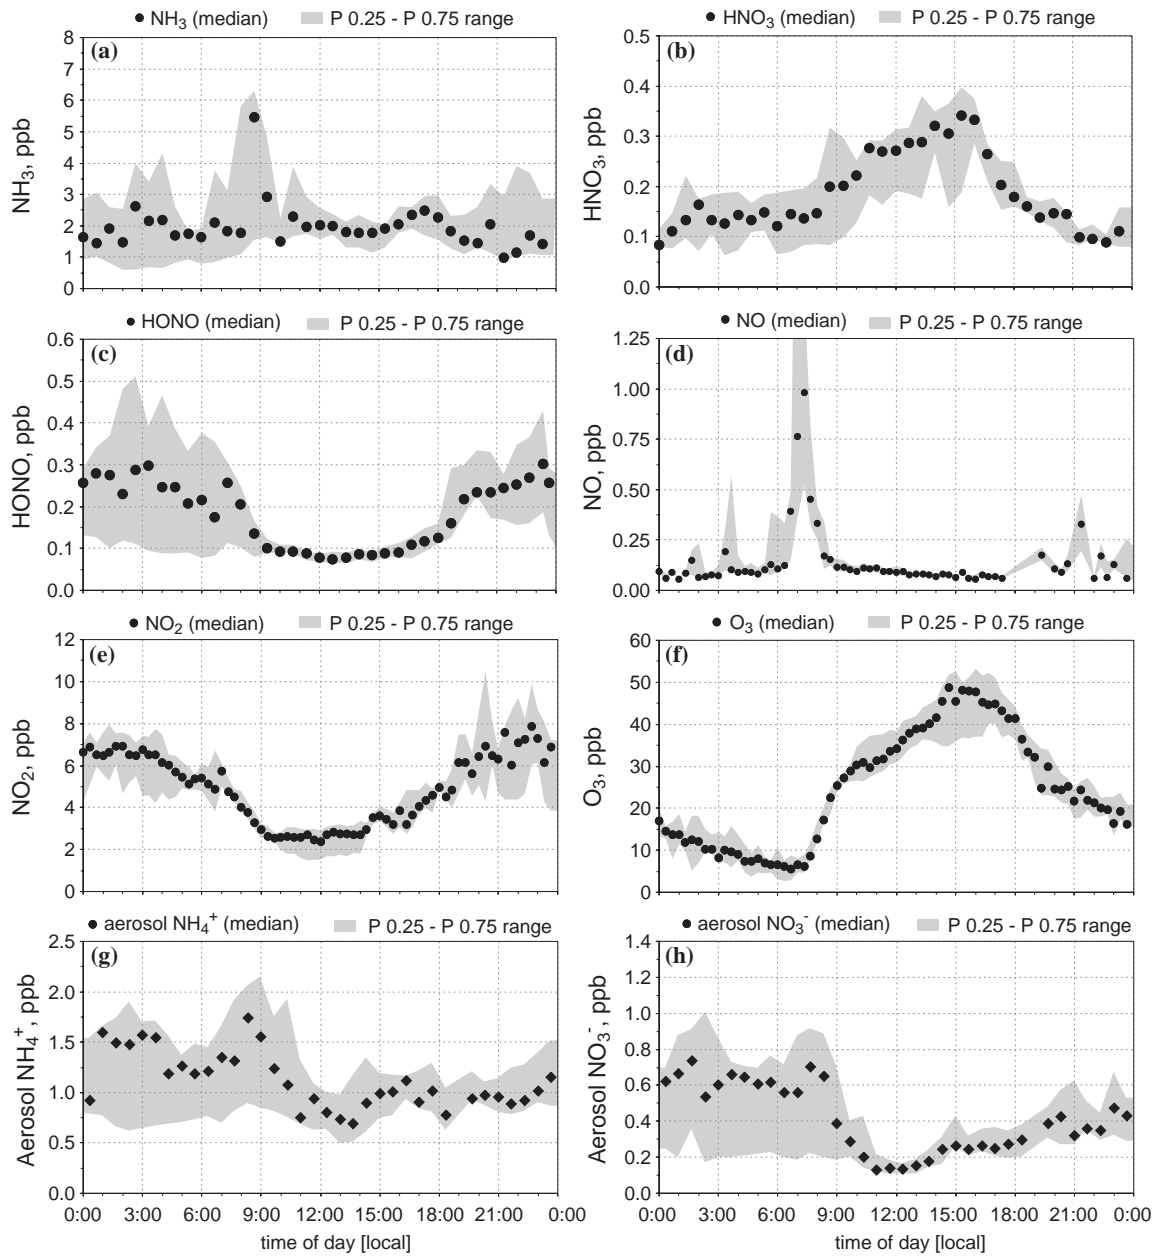 NH3 (median) P 0.25 - P 0.75 range
HNO3 (median) P 0.25 - P 0.75 range
(a)
8
7
6
5
4
3
2
1
0
NH3, ppb
(b)
0.5
0.4
0.3
0.2
0.1
0.0
HNO3, ppb
HONO (median) P 0.25 - P 0.75 range
NO (median) P 0.25 - P 0.75 range
(c)
0.6
0.5
0.4
0.3
0.2
0.1
0.0
HONO, ppb
(d)
1.25
1.00
0.75
0.50
0.25
0.00
NO, ppb
NO2 (median) P 0.25 - P 0.75 range
O3 (median) P 0.25 - P 0.75 range
(e)
12
10
8
6
4
2
0
NO2, ppb
(f)
60
50
40
30
20
10
0
O3, ppb
aerosol NH4+ (median) P 0.25 - P 0.75 range
aerosol NO3- (median) P 0.25 - P 0.75 range
(g)
2.5
2.0
1.5
1.0
0.5
0.0
Aerosol NH4+, ppb
0:00 3:00 6:00 9:00 12:00 15:00 18:00 21:00 0:00
time of day [local]
(h)
1.4
1.2
1.0
0.8
0.6
0.4
0.2
0.0
Aerosol NO3-, ppb
0:00 3:00 6:00 9:00 12:00 15:00 18:00 21:00 0:00
time of day [local]